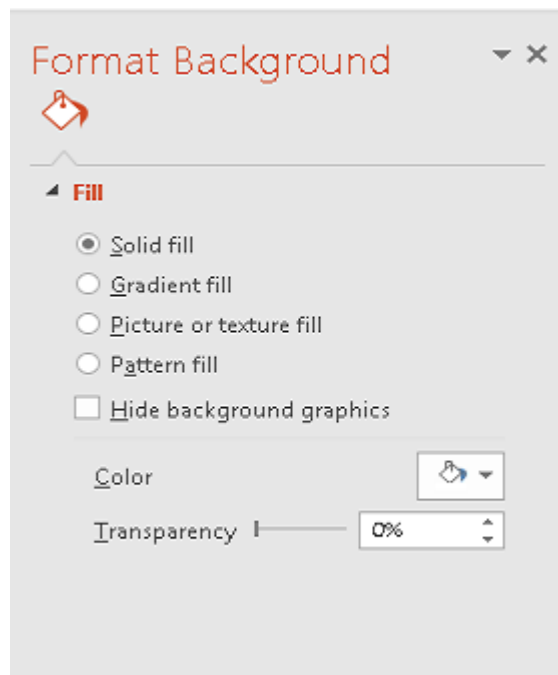 Format Background
Fill
Solid fill
Gradient fill
Picture or texture fill
Pattern fill
Hide background graphics
Color
Transparency 0%